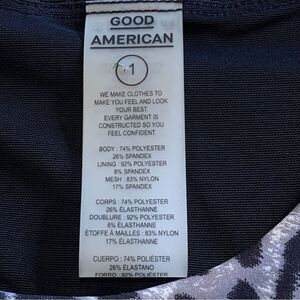 GOOD
AMERICAN
1
WE MAKE CLOTHES TO
MAKE YOU FEEL AND LOOK
YOUR BEST.
EVERY GARMENT IS
CONSTRUCTED SO YOU
FEEL CONFIDENT.
BODY : 74% POLYESTER
26% SPANDEX
LINING : 92% POLYESTER
8% SPANDEX
MESH : 83% NYLON
17% SPANDEX
CORPS : 74% POLYESTER
26% ÉLASTHANNE
DOUBLURE : 92% POLYESTER
8% ÉLASTHANNE
ÉTOFFE À MAILLES : 83% NYLON
17% ÉLASTHANNE
CUERPO : 74% POLIÉSTER
26% ELASTANO
FORRO : 92% POLIÉSTER